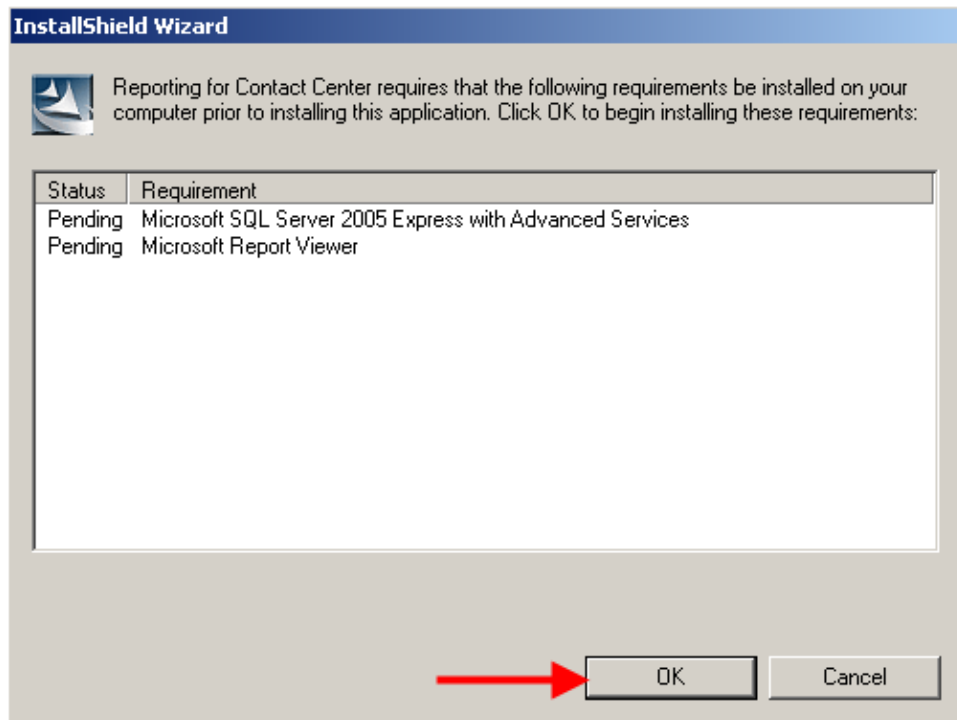 InstallShield Wizard
Reporting for Contact Center requires that the following requirements be installed on your
computer prior to installing this application. Click OK to begin installing these requirements:
Status Requirement
Pending Microsoft SQL Server 2005 Express with Advanced Services
Pending Microsoft Report Viewer
OK Cancel